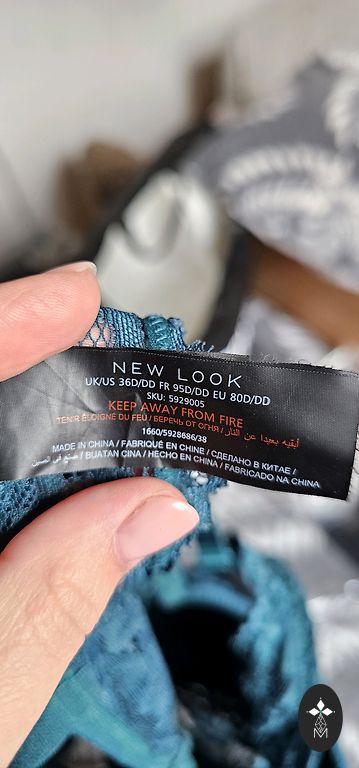 NEW LOOK
UK/US 36D/DD FR 95D/DD EU 80D/DD
SKU: 5929005
KEEP AWAY FROM FIRE
TENIR ÉLOIGNÉ DU FEU / БЕРЕЧЬ ОТ ОГНЯ / أبقيه بعيدا عن النار
1660/5928686/38
MADE IN CHINA / FABRIQUÉ EN CHINE / СДЕЛАНО В КИТАЕ /
صنع في الصين / BUATAN CINA / HECHO EN CHINA / FABRICADO NA CHINA
M